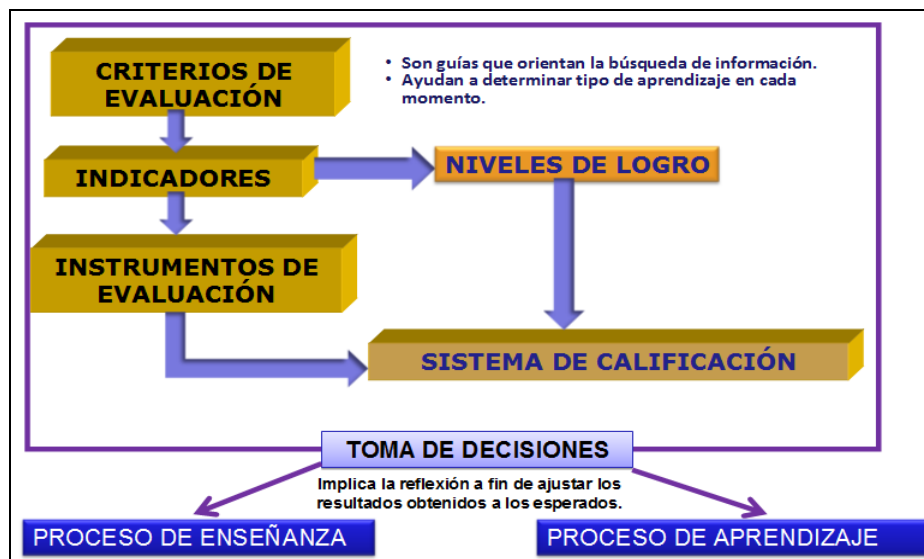 CRITERIOS DE
EVALUACIÓN
• Son guías que orientan la búsqueda de información.
• Ayudan a determinar tipo de aprendizaje en cada
momento.
INDICADORES
NIVELES DE LOGRO
INSTRUMENTOS DE
EVALUACIÓN
SISTEMA DE CALIFICACIÓN
TOMA DE DECISIONES
Implica la reflexión a fin de ajustar los
resultados obtenidos a los esperados.
PROCESO DE ENSEÑANZA
PROCESO DE APRENDIZAJE